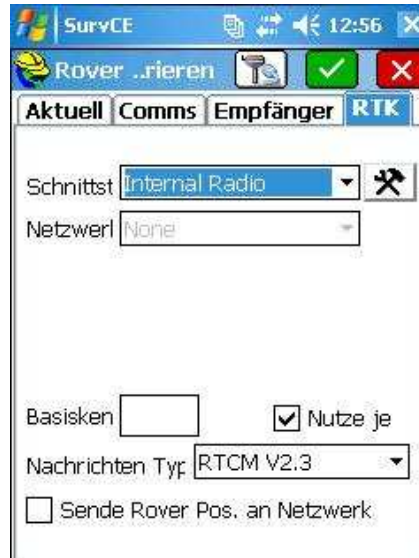 SurvCE 12:56
Rover ..rieren
Aktuell Comms Empfänger RTK
Schnittst Internal Radio
Netzwerl None
Basisken Nutze je
Nachrichten Typ RTCM V2.3
Sende Rover Pos. an Netzwerk